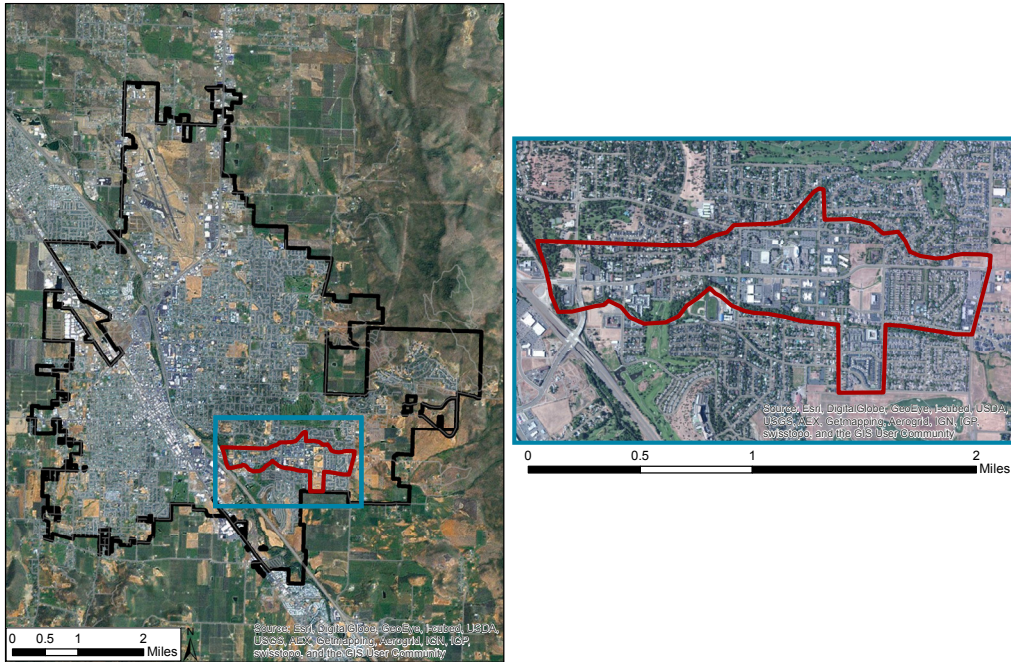 Source: Esri, DigitalGlobe, GeoEye, i-cubed, USDA,
USGS, AEX, Getmapping, Aerogrid, IGN, IGP,
swisstopo, and the GIS User Community
0 0.5 1 2
Miles
0 0.5 1 2
Miles
N
Source: Esri, DigitalGlobe, GeoEye, i-cubed, USDA,
USGS, AEX, Getmapping, Aerogrid, IGN, IGP,
swisstopo, and the GIS User Community